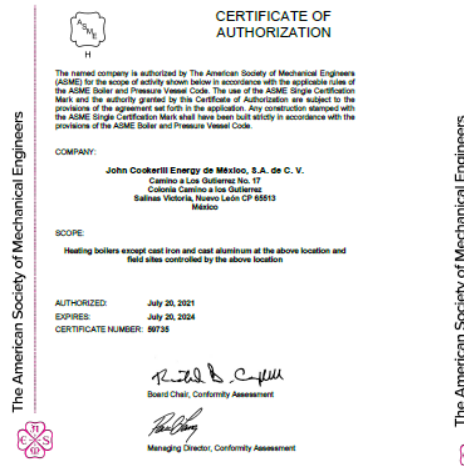 CERTIFICATE OF
AUTHORIZATION
ASME
H
The named company is authorized by The American Society of Mechanical Engineers
(ASME) for the scope of activity shown below in accordance with the applicable rules of
the ASME Boiler and Pressure Vessel Code. The use of the ASME Single Certification
Mark and the authority granted by this Certificate of Authorization are subject to the
provisions of the agreement set forth in the application. Any construction stamped with
the ASME Single Certification Mark shall have been built strictly in accordance with the
provisions of the ASME Boiler and Pressure Vessel Code.
COMPANY:
John Cockerill Energy de México, S.A. de C. V.
Camino a Los Gutierrez No. 17
Colonia Camino a los Gutierrez
Salinas Victoria, Nuevo León CP 65513
México
SCOPE:
Heating boilers except cast iron and cast aluminum at the above location and
field sites controlled by the above location
AUTHORIZED: July 20, 2021
EXPIRES: July 20, 2024
CERTIFICATE NUMBER: 59735
Board Chair, Conformity Assessment
Managing Director, Conformity Assessment
The American Society of Mechanical Engineers
ASME
The American Society of Mechanical Engineers